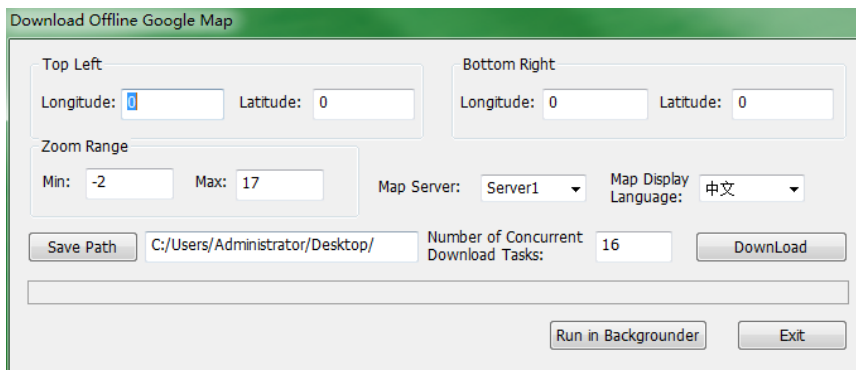 Download Offline Google Map
Top Left
Bottom Right
Longitude: 0 Latitude: 0
Longitude: 0 Latitude: 0
Zoom Range
Min: -2 Max: 17
Map Server: Server1
Map Display
Language: 中文
Save Path C:/Users/Administrator/Desktop/
Number of Concurrent
Download Tasks: 16
DownLoad
Run in Backgrounder Exit